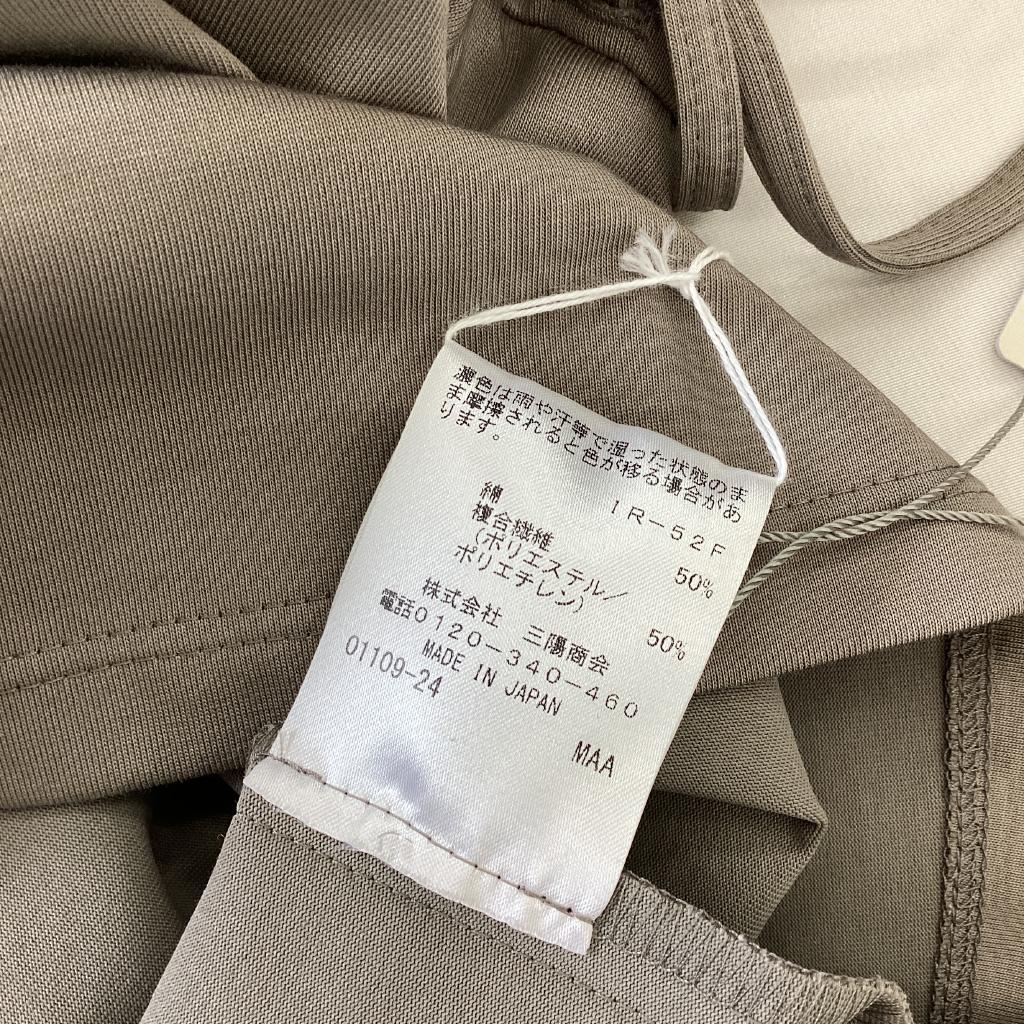 濃色は雨や汗等で湿った状態のま
ま摩擦されると色が移る場合があ
ります。
IR-52F
綿 50%
複合繊維
(ポリエステル/
ポリエチレン) 50%
株式会社 三陽商会
電話0120-340-460
MADE IN JAPAN
01109-24
MAA